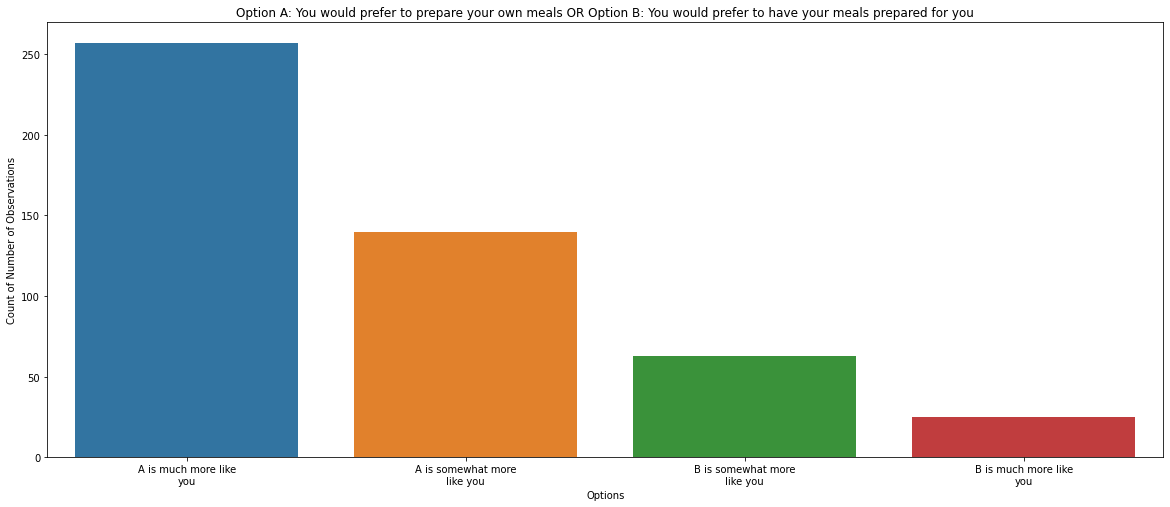 Option A: You would prefer to prepare your own meals OR Option B: You would prefer to have your meals prepared for you
Count of Number of Observations
250
200
150
100
50
0
A is much more like
you
A is somewhat more
like you
B is somewhat more
like you
B is much more like
you
Options